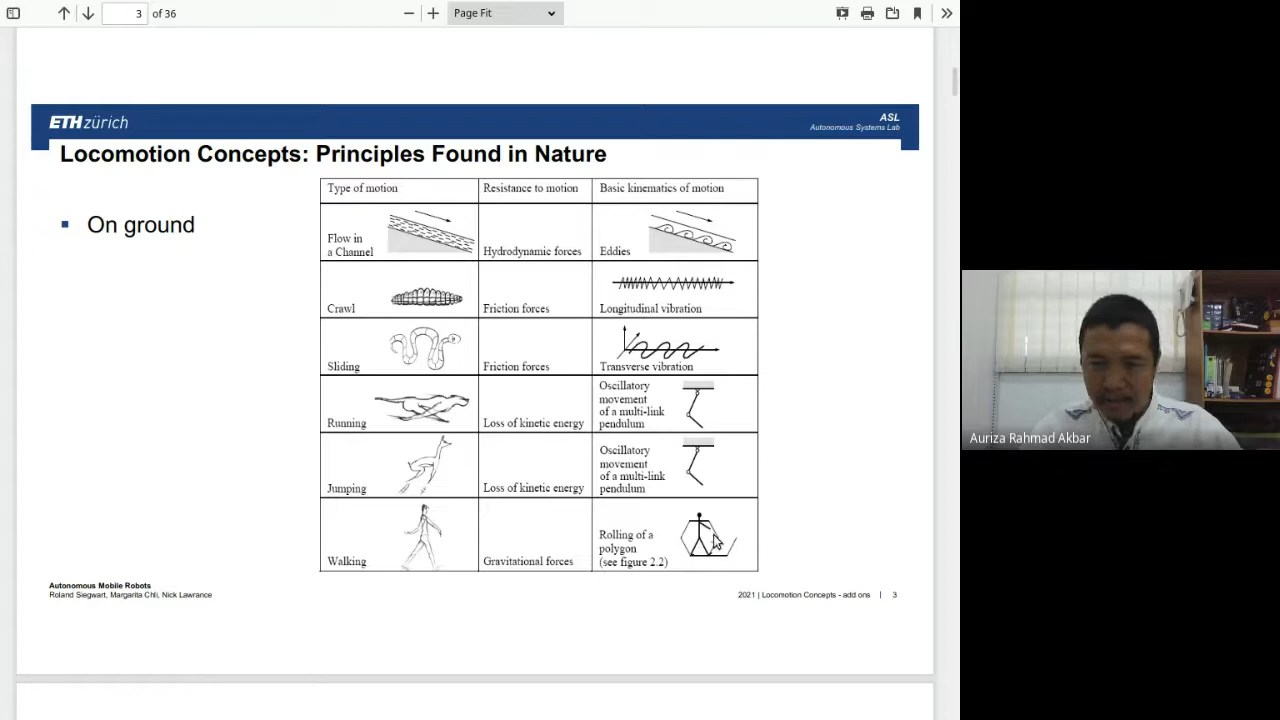 3
of 36
Page Fit
ETH zürich
ASL
Autonomous Systems Lab
Locomotion Concepts: Principles Found in Nature
On ground
Type of motion
Resistance to motion
Basic kinematics of motion
Flow in
a Channel
Hydrodynamic forces
Eddies
Crawl
Friction forces
Longitudinal vibration
Sliding
Friction forces
Transverse vibration
Running
Loss of kinetic energy
Oscillatory
movement
of a multi-link
pendulum
Jumping
Loss of kinetic energy
Oscillatory
movement
of a multi-link
pendulum
Walking
Gravitational forces
Rolling of a
polygon
(see figure 2.2)
Autonomous Mobile Robots
Roland Siegwart, Margarita Chli, Nick Lawrance
2021 | Locomotion Concepts - add ons | 3
Auriza Rahmad Akbar